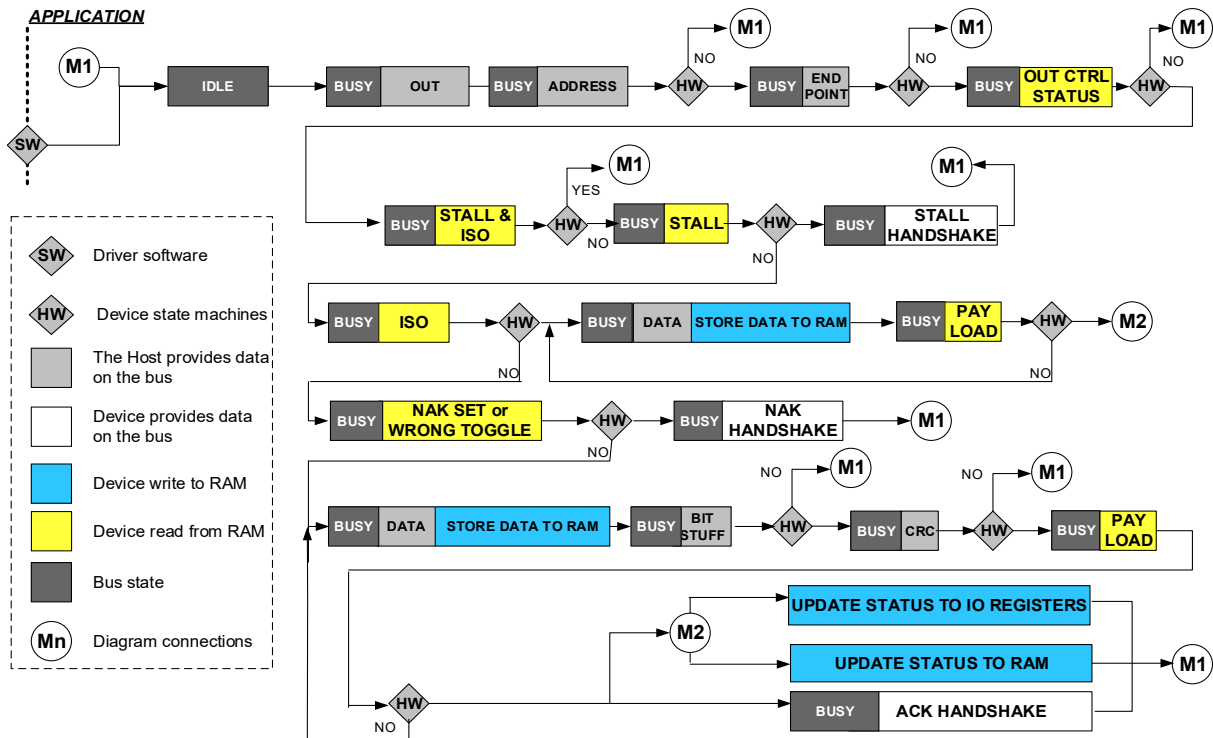 APPLICATION
M1
M1
M1
M1
NO
NO
NO
IDLE
BUSY
OUT
BUSY
ADDRESS
HW
BUSY
END
POINT
HW
BUSY
OUT CTRL
STATUS
HW
SW
M1
M1
YES
BUSY
STALL &
ISO
HW
NO
BUSY
STALL
HW
NO
BUSY
STALL
HANDSHAKE
SW
Driver software
HW
Device state machines
The Host provides data
on the bus
Device provides data
on the bus
Device write to RAM
Device read from RAM
Bus state
Mn
Diagram connections
BUSY
ISO
HW
NO
BUSY
DATA
STORE DATA TO RAM
BUSY
PAY
LOAD
HW
NO
M2
BUSY
NAK SET or
WRONG TOGGLE
HW
NO
BUSY
NAK
HANDSHAKE
M1
NO
M1
NO
M1
BUSY
DATA
STORE DATA TO RAM
BUSY
BIT
STUFF
HW
BUSY
CRC
HW
BUSY
PAY
LOAD
UPDATE STATUS TO IO REGISTERS
M2
UPDATE STATUS TO RAM
M1
HW
NO
BUSY
ACK HANDSHAKE